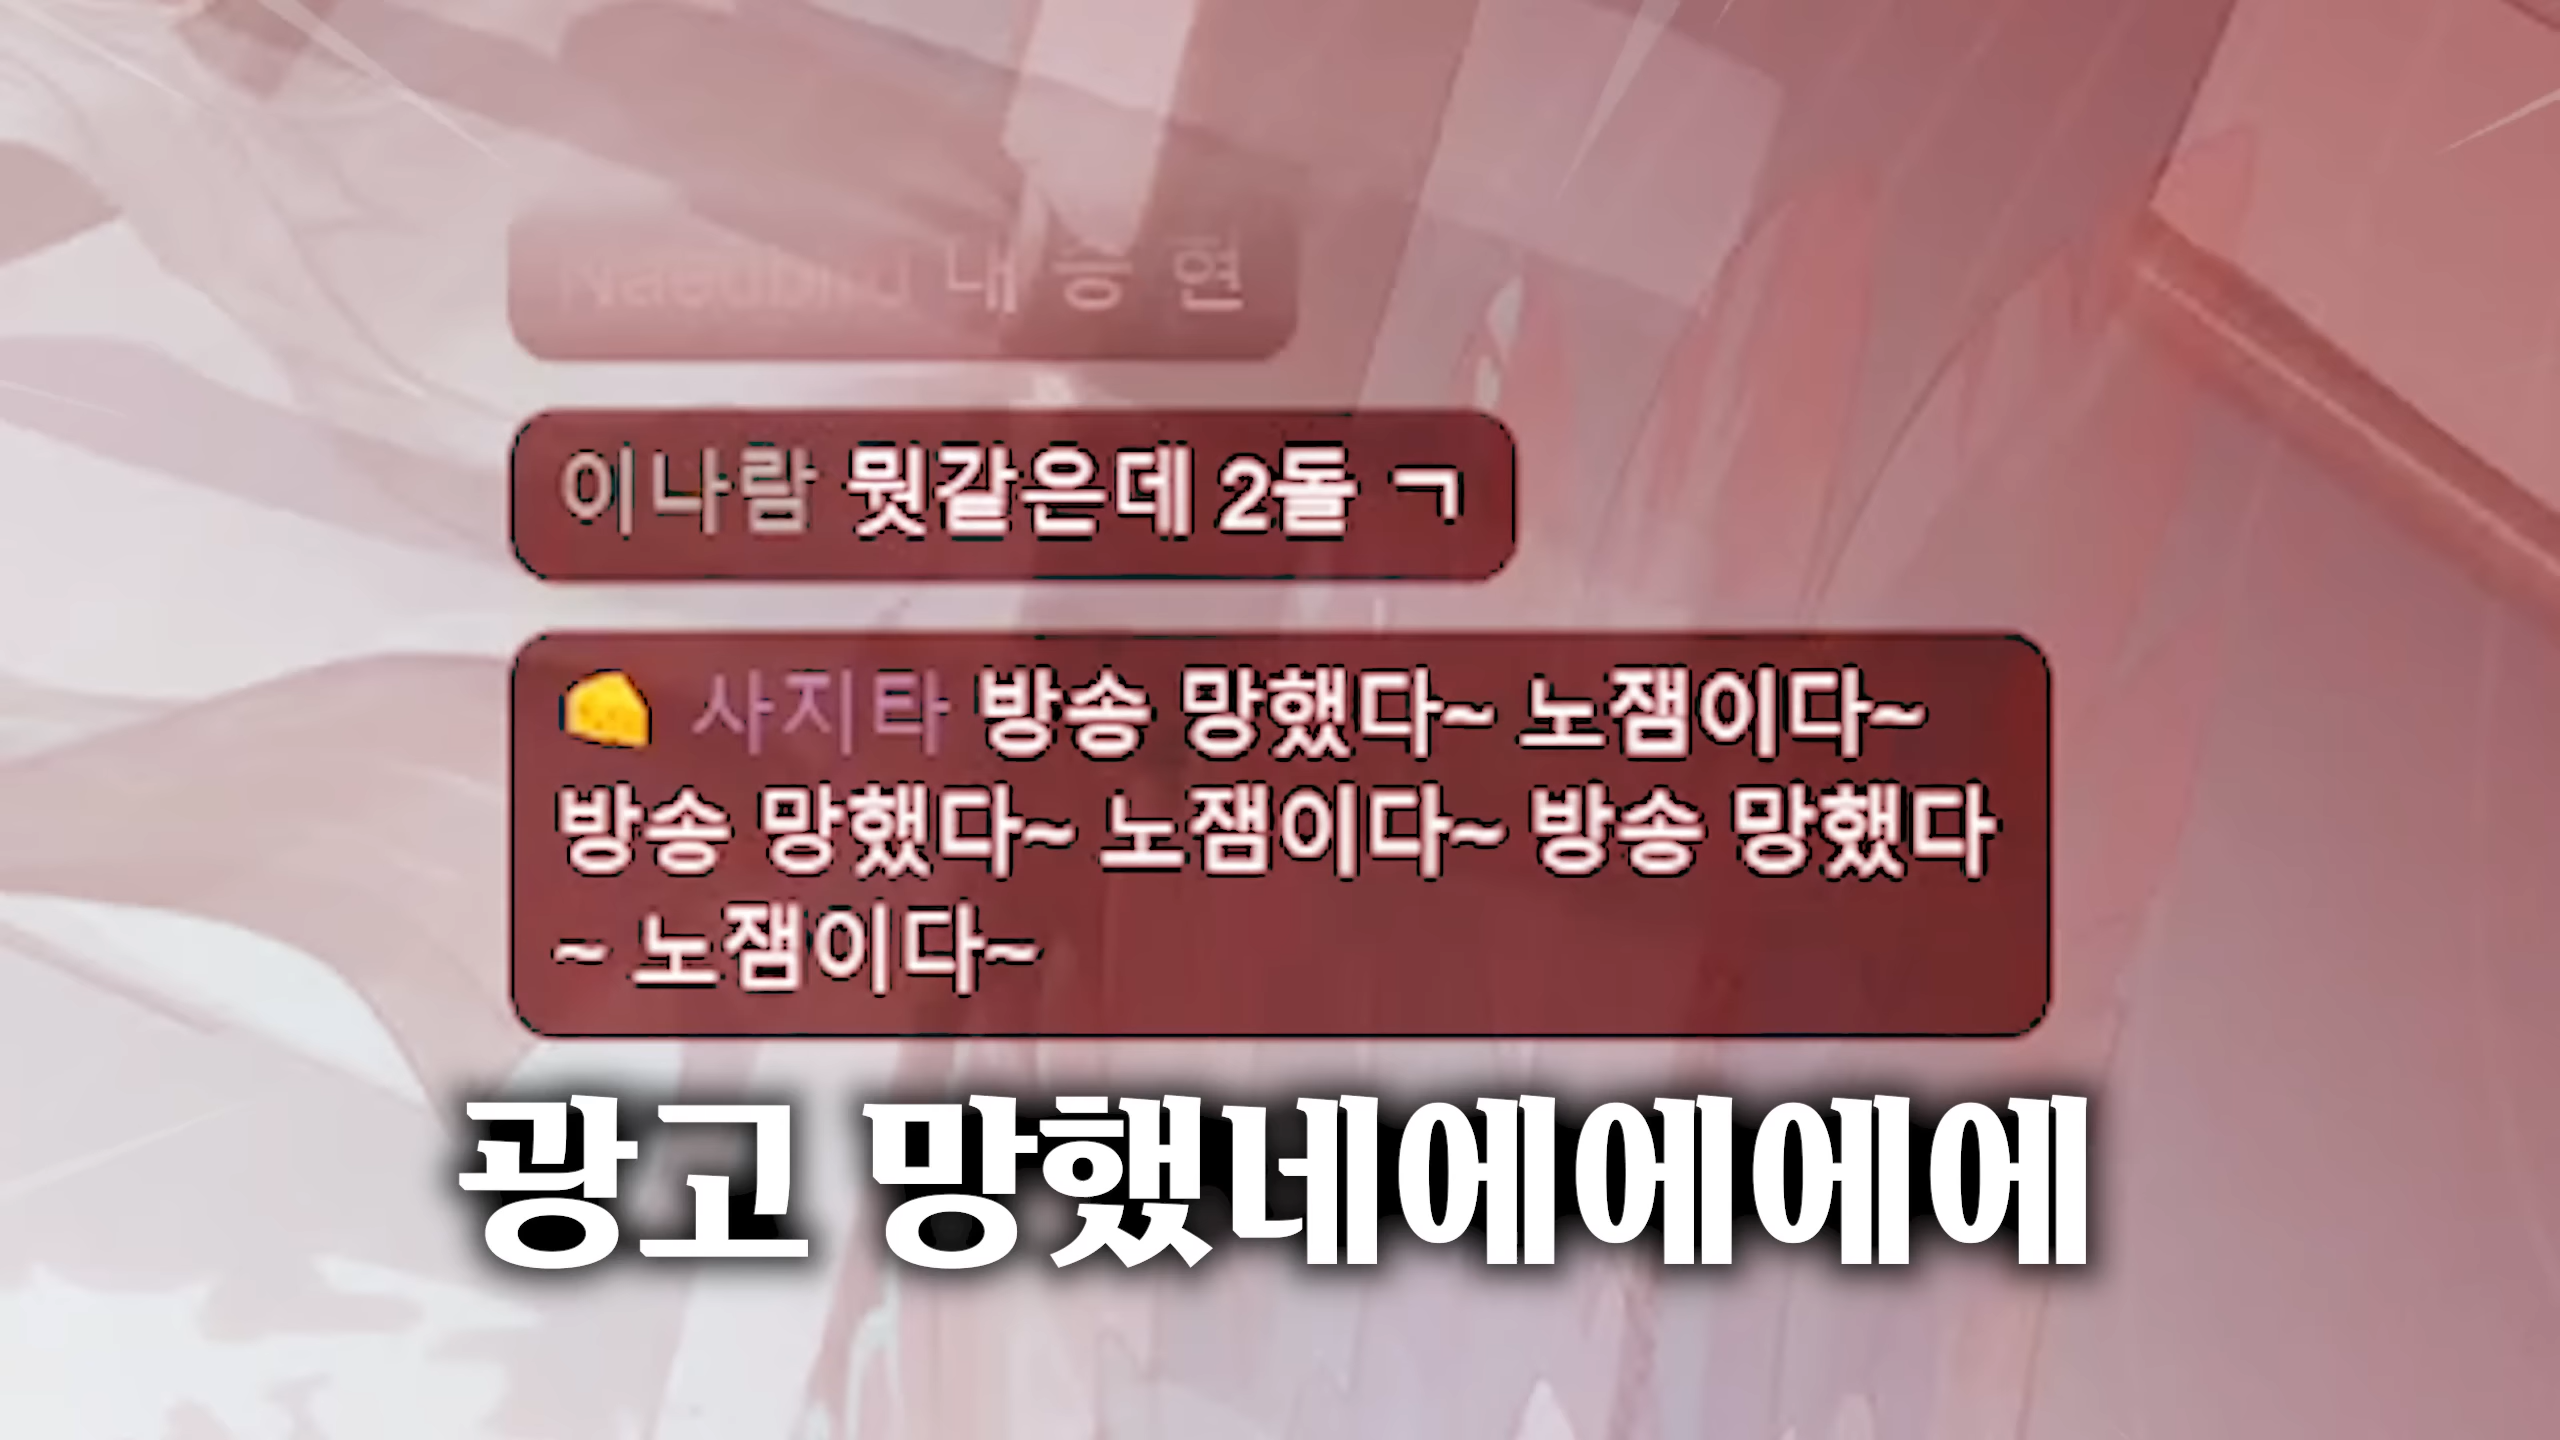 내 승 현
이나람 뭣같은데 2돌 ㄱ
사지타 방송 망했다~ 노잼이다~
방송 망했다~ 노잼이다~ 방송 망했다
~ 노잼이다~
광고 망했네에에에에